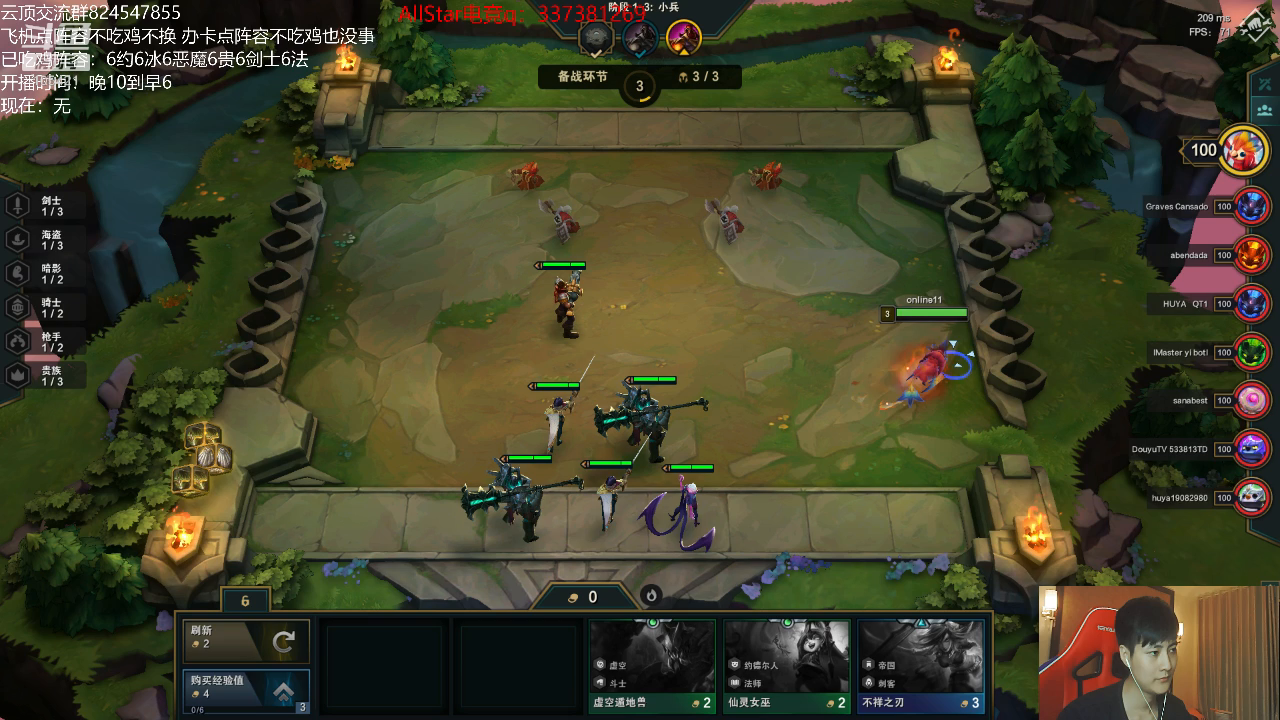 云顶交流群824547855
AllStar电竞q：337381269
阶段 1-3：小兵
飞机点阵容不吃鸡不换 办卡点阵容不吃鸡也没事
已吃鸡阵容：6约6冰6恶魔6贵6剑士6法
开播时间！晚10到早6
现在：无
209 ms
FPS: 71
备战环节
3
3 / 3
100
剑士
1 / 3
海盗
1 / 3
暗影
1 / 2
骑士
1 / 2
枪手
1 / 2
贵族
1 / 3
Graves Cansado 100
abendada 100
HUYA QT1 100
IMaster yi botI 100
sanabest 100
DouyuTV 533813TD 100
huya19082980 100
online11
3
6
0
刷新
2
购买经验值
4
0/6
3
虚空
斗士
虚空遁地兽 2
约德尔人
法师
仙灵女巫 2
帝国
刺客
不祥之刃 3